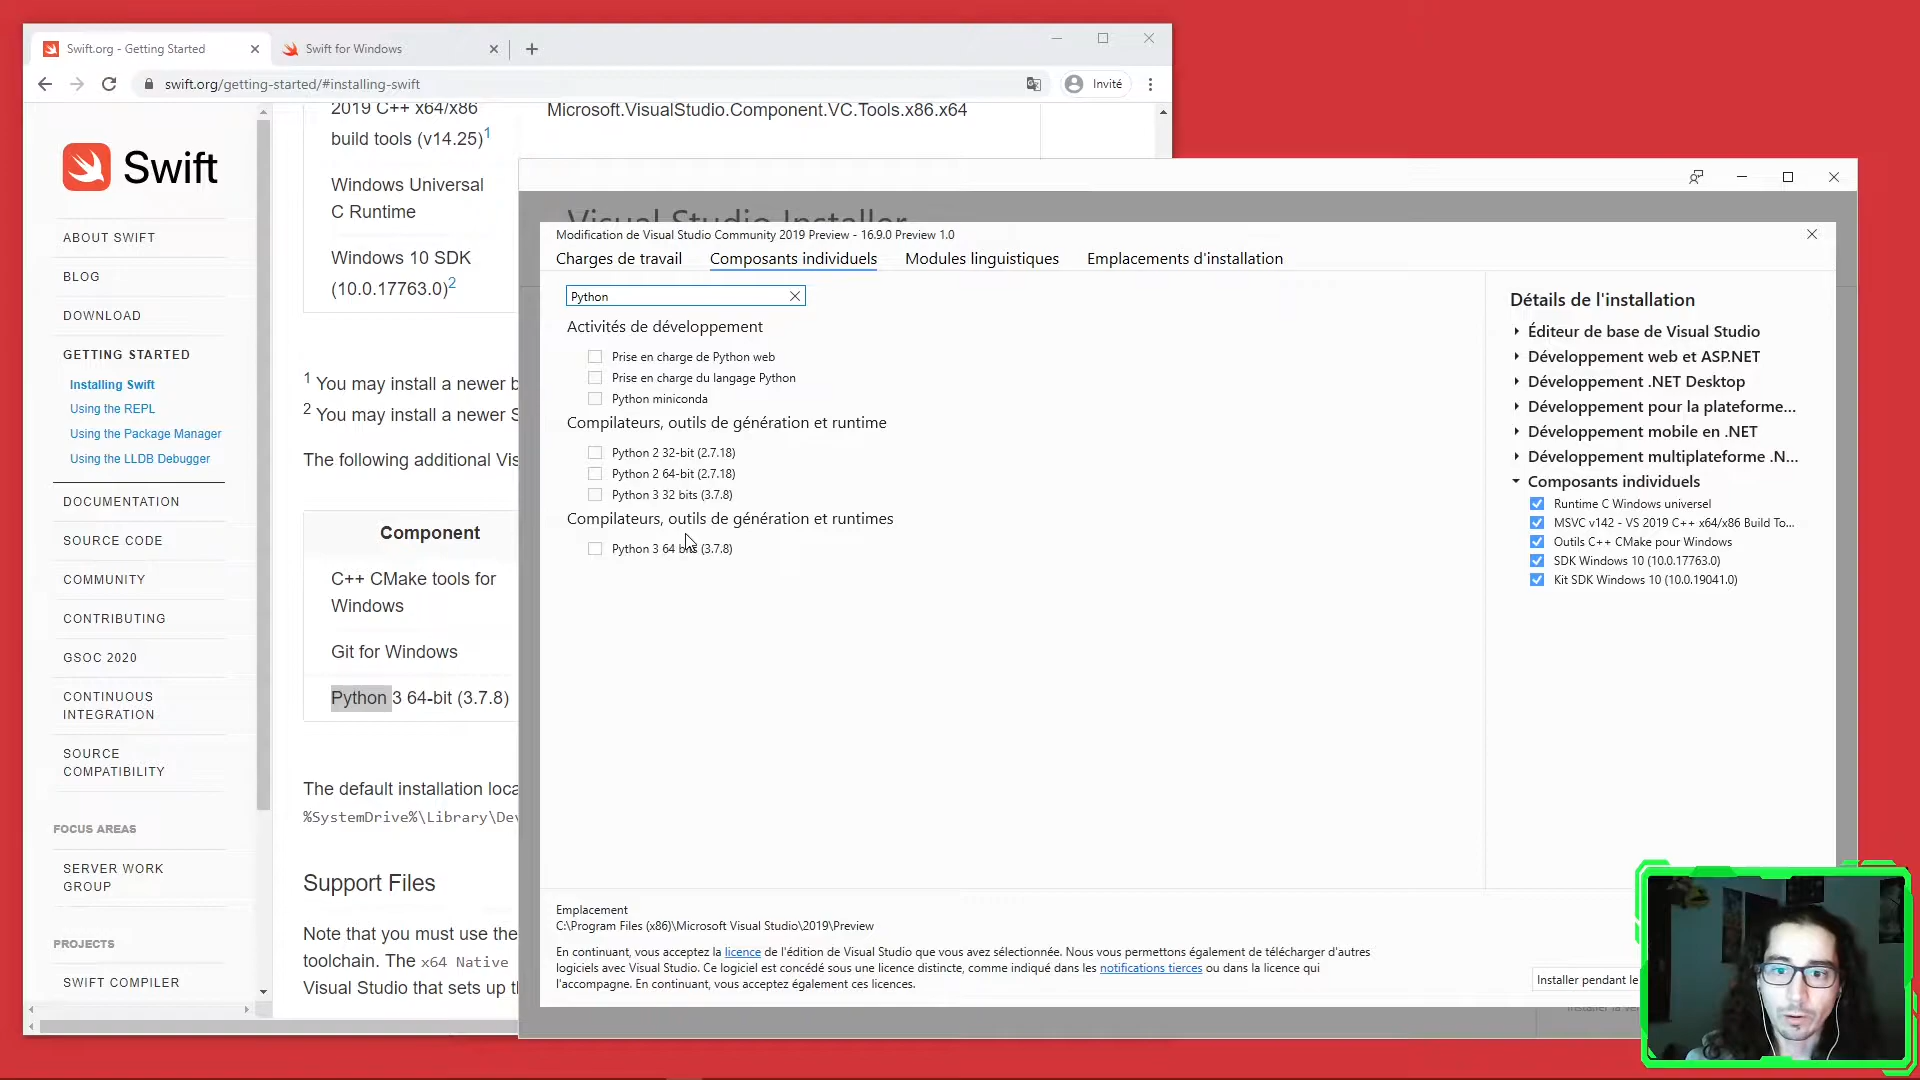 Swift.org - Getting Started
Swift for Windows
swift.org/getting-started/#installing-swift
Invité
Swift
ABOUT SWIFT
BLOG
DOWNLOAD
GETTING STARTED
Installing Swift
Using the REPL
Using the Package Manager
Using the LLDB Debugger
DOCUMENTATION
SOURCE CODE
COMMUNITY
CONTRIBUTING
GSOC 2020
CONTINUOUS
INTEGRATION
SOURCE
COMPATIBILITY
FOCUS AREAS
SERVER WORK
GROUP
PROJECTS
SWIFT COMPILER
2019 C++ x64/x86
build tools (v14.25)1
Microsoft.VisualStudio.Component.VC.Tools.x86.x64
Windows Universal
C Runtime
Windows 10 SDK
(10.0.17763.0)2
1 You may install a newer b
2 You may install a newer S
The following additional Vis
Component
C++ CMake tools for
Windows
Git for Windows
Python 3 64-bit (3.7.8)
The default installation loca
%SystemDrive%\Library\Dev
Support Files
Note that you must use the
toolchain. The x64 Native
Visual Studio that sets up th
Visual Studio Installer
Modification de Visual Studio Community 2019 Preview - 16.9.0 Preview 1.0
Charges de travail
Composants individuels
Modules linguistiques
Emplacements d'installation
Python
Activités de développement
Prise en charge de Python web
Prise en charge du langage Python
Python miniconda
Compilateurs, outils de génération et runtime
Python 2 32-bit (2.7.18)
Python 2 64-bit (2.7.18)
Python 3 32 bits (3.7.8)
Compilateurs, outils de génération et runtimes
Python 3 64 bits (3.7.8)
Détails de l'installation
Éditeur de base de Visual Studio
Développement web et ASP.NET
Développement .NET Desktop
Développement pour la plateforme...
Développement mobile en .NET
Développement multiplateforme .N...
Composants individuels
Runtime C Windows universel
MSVC v142 - VS 2019 C++ x64/x86 Build To...
Outils C++ CMake pour Windows
SDK Windows 10 (10.0.17763.0)
Kit SDK Windows 10 (10.0.19041.0)
Emplacement
C:\Program Files (x86)\Microsoft Visual Studio\2019\Preview
En continuant, vous acceptez la licence de l'édition de Visual Studio que vous avez sélectionnée. Nous vous permettons également de télécharger d'autres
logiciels avec Visual Studio. Ce logiciel est concédé sous une licence distincte, comme indiqué dans les notifications tierces ou dans la licence qui
l'accompagne. En continuant, vous acceptez également ces licences.
Installer pendant le